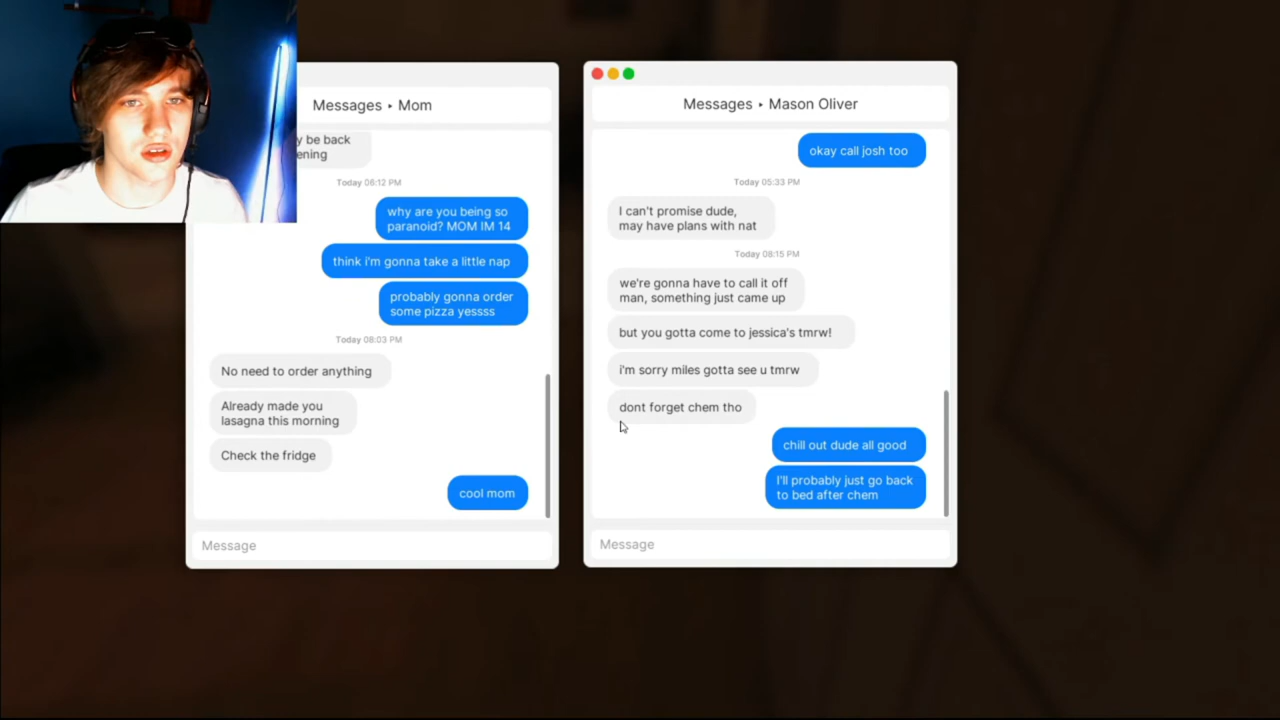 Messages ▸ Mom
y be back
ening
Today 06:12 PM
why are you being so
paranoid? MOM IM 14
think i'm gonna take a little nap
probably gonna order
some pizza yessss
Today 08:03 PM
No need to order anything
Already made you
lasagna this morning
Check the fridge
cool mom
Message
Messages ▸ Mason Oliver
okay call josh too
Today 05:33 PM
I can't promise dude,
may have plans with nat
Today 08:15 PM
we're gonna have to call it off
man, something just came up
but you gotta come to jessica's tmrw!
i'm sorry miles gotta see u tmrw
dont forget chem tho
chill out dude all good
I'll probably just go back
to bed after chem
Message